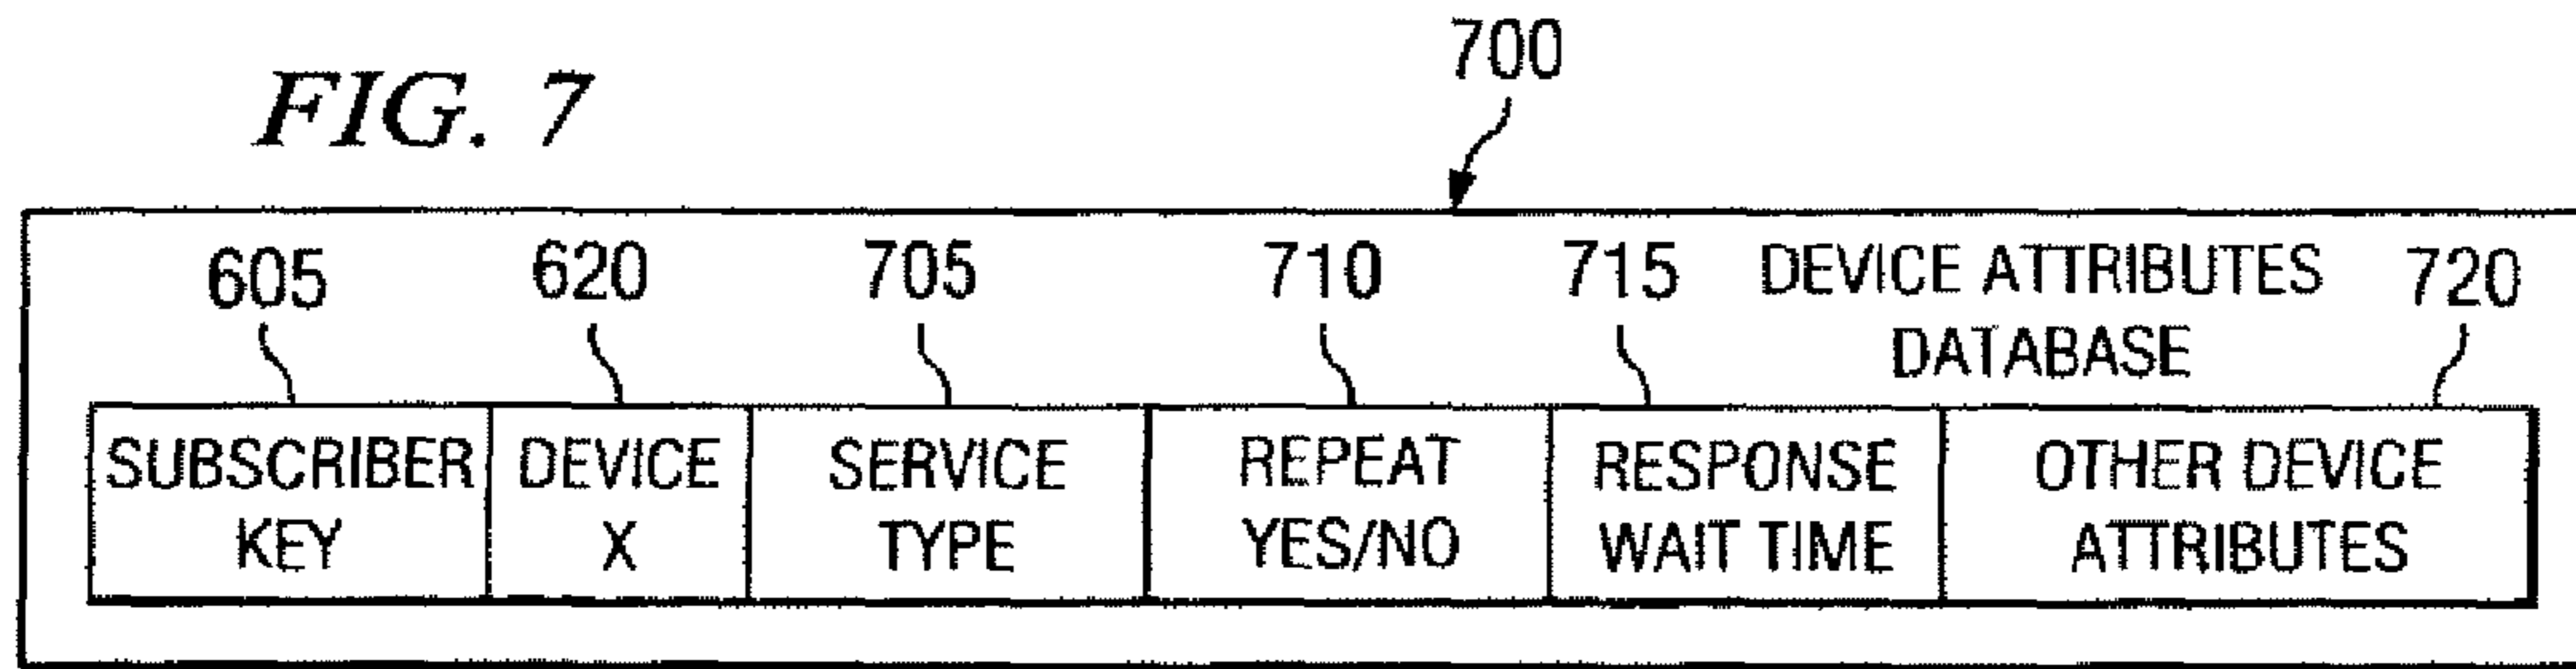 FIG. 7
700
605 620 705 710 715 DEVICE ATTRIBUTES 720
DATABASE
SUBSCRIBER KEY
DEVICE X
SERVICE TYPE
REPEAT YES/NO
RESPONSE WAIT TIME
OTHER DEVICE ATTRIBUTES